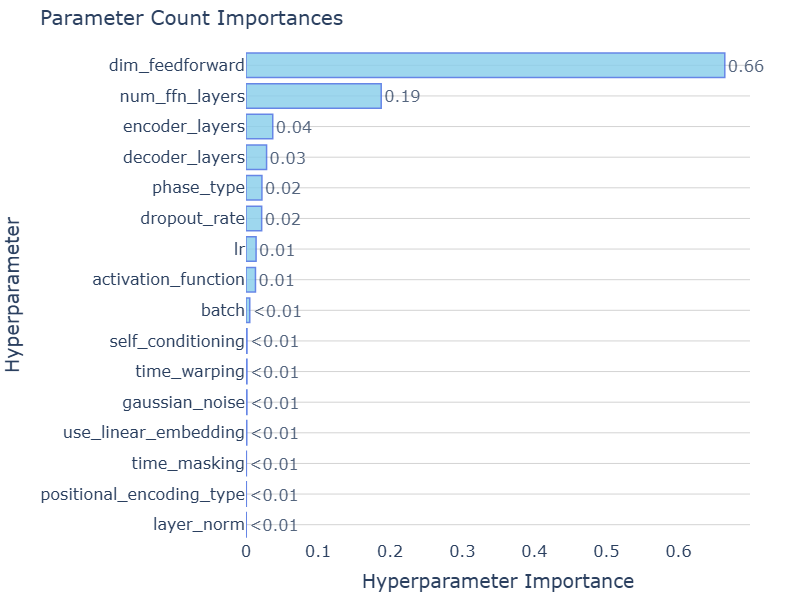 Parameter Count Importances
Hyperparameter
dim_feedforward 0.66
num_ffn_layers 0.19
encoder_layers 0.04
decoder_layers 0.03
phase_type 0.02
dropout_rate 0.02
lr 0.01
activation_function 0.01
batch <0.01
self_conditioning <0.01
time_warping <0.01
gaussian_noise <0.01
use_linear_embedding <0.01
time_masking <0.01
positional_encoding_type <0.01
layer_norm <0.01
0 0.1 0.2 0.3 0.4 0.5 0.6
Hyperparameter Importance